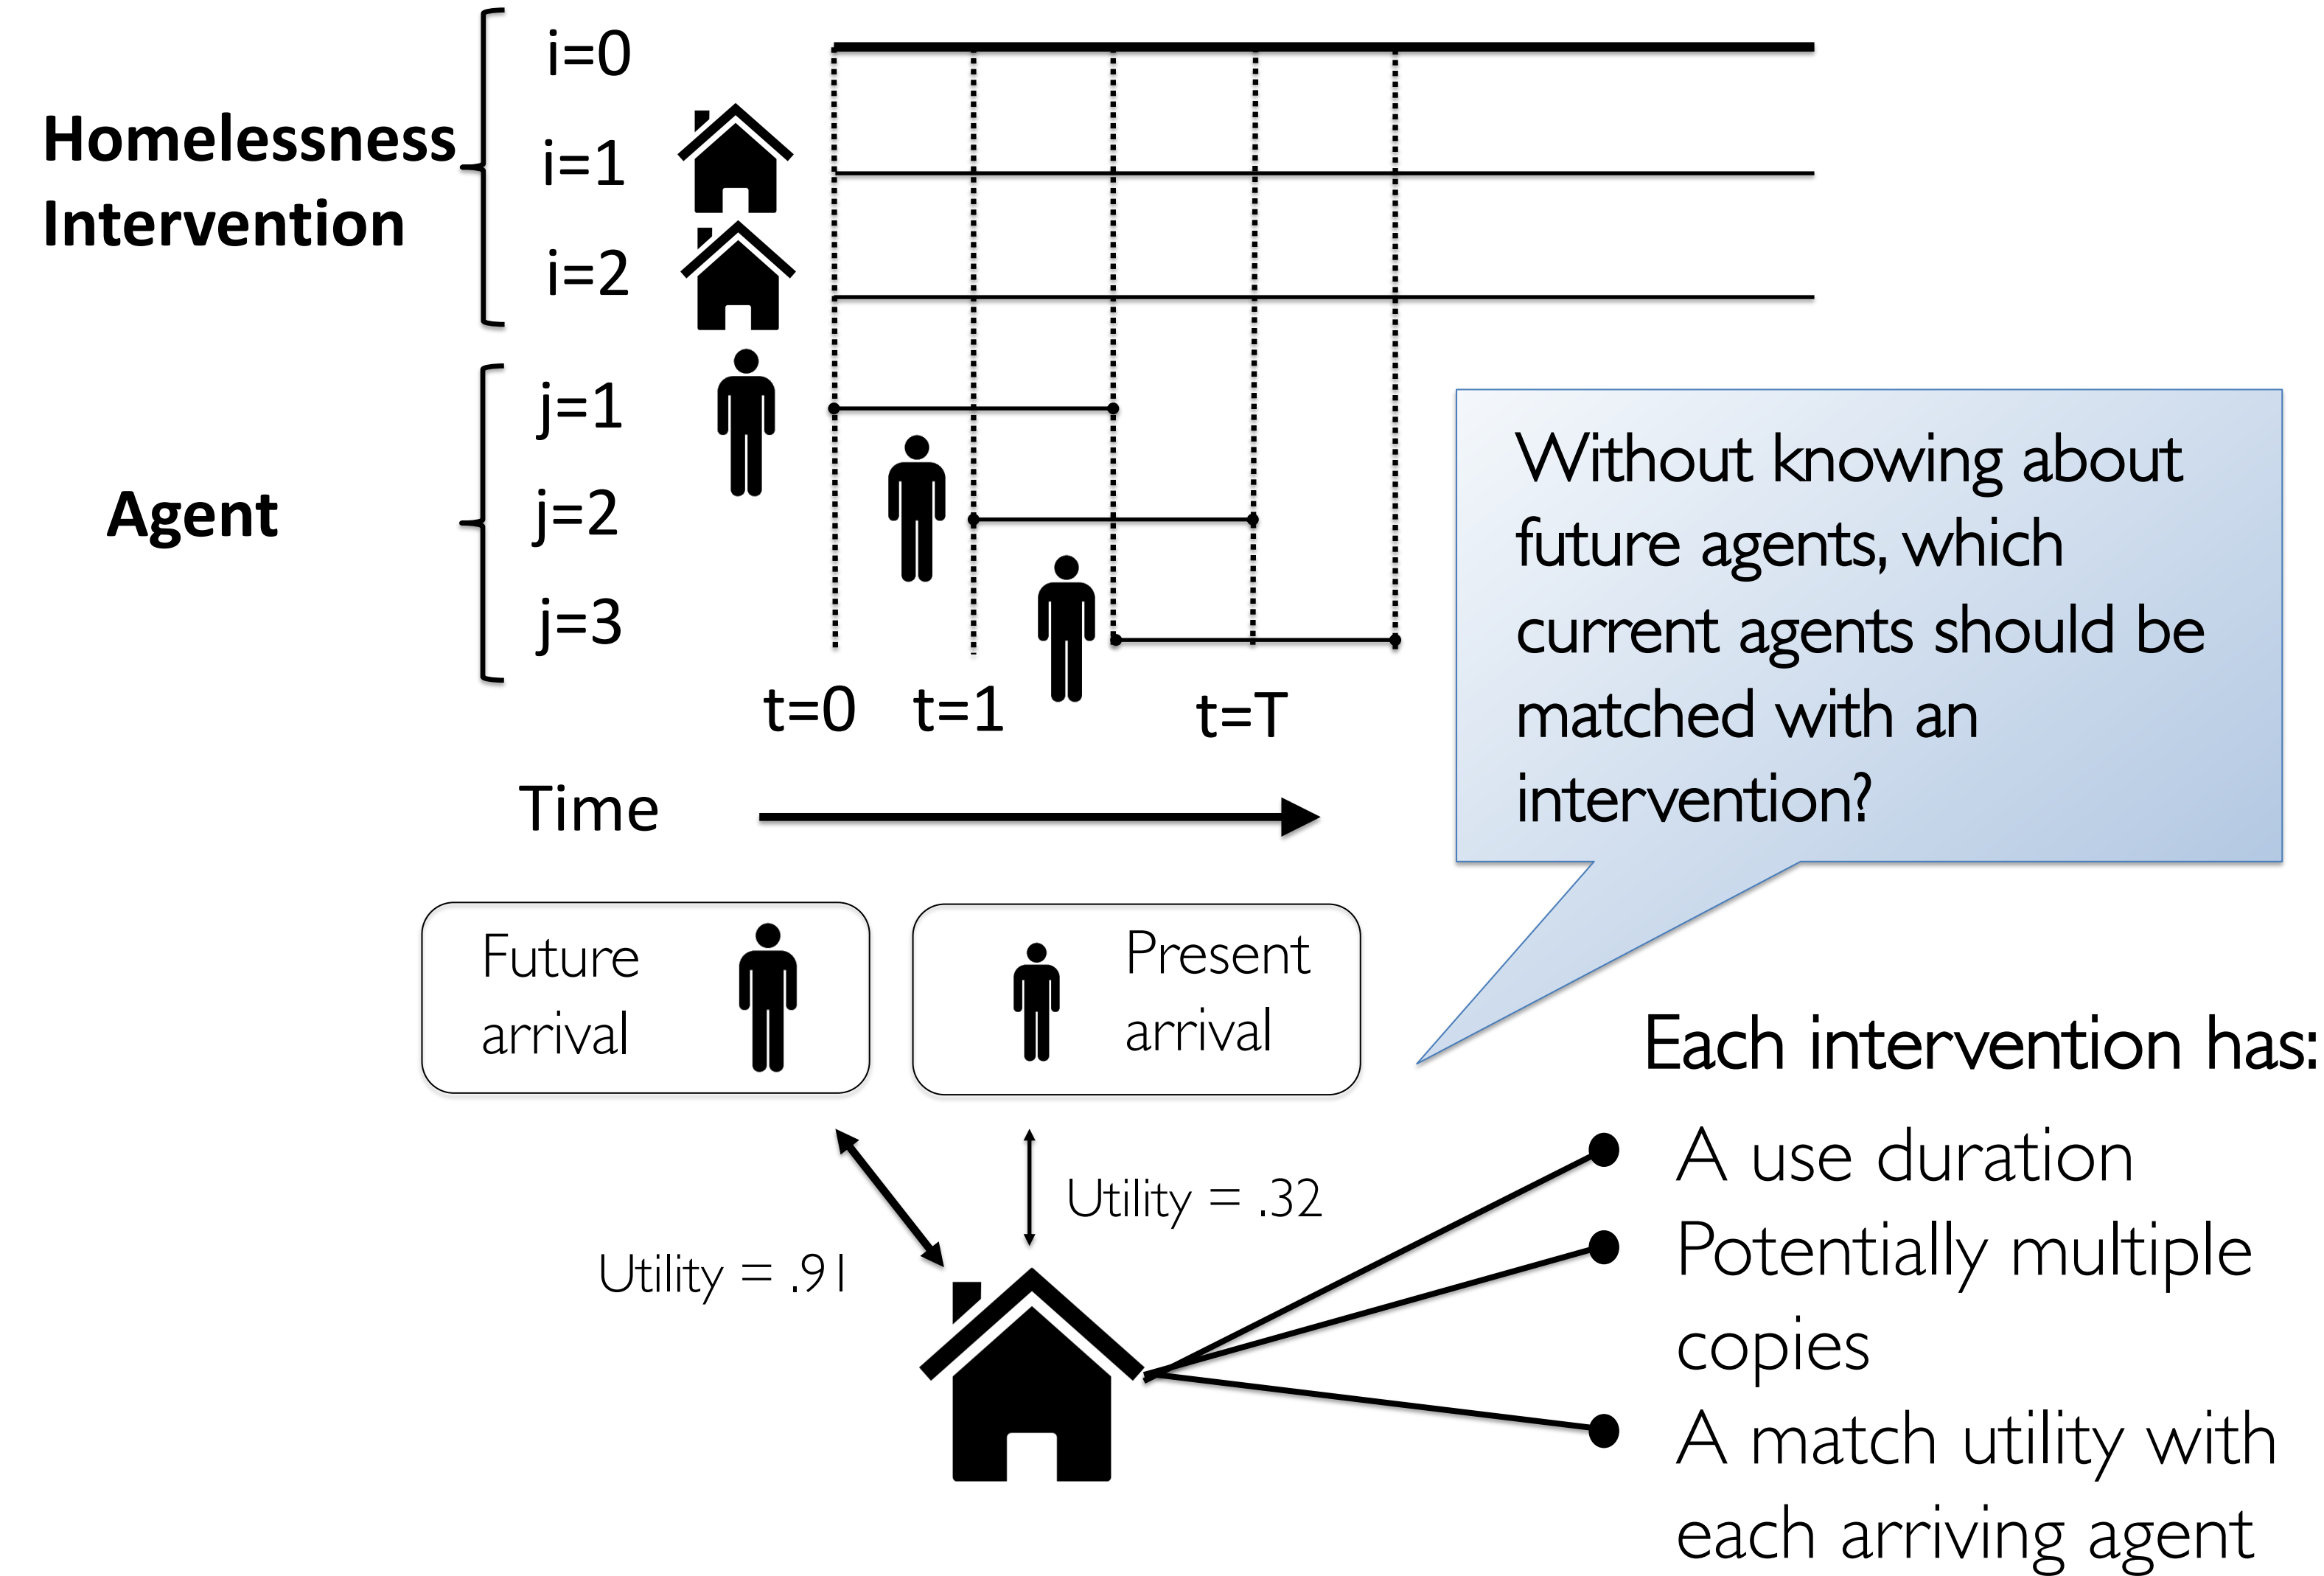 i=0
Homelessness
Intervention
i=1
i=2
j=1
Agent
j=2
j=3
t=0
t=1
t=T
Time
Without knowing about
future agents, which
current agents should be
matched with an
intervention?
Future
arrival
Present
arrival
Utility = .91
Utility = .32
Each intervention has:
A use duration
Potentially multiple
copies
A match utility with
each arriving agent